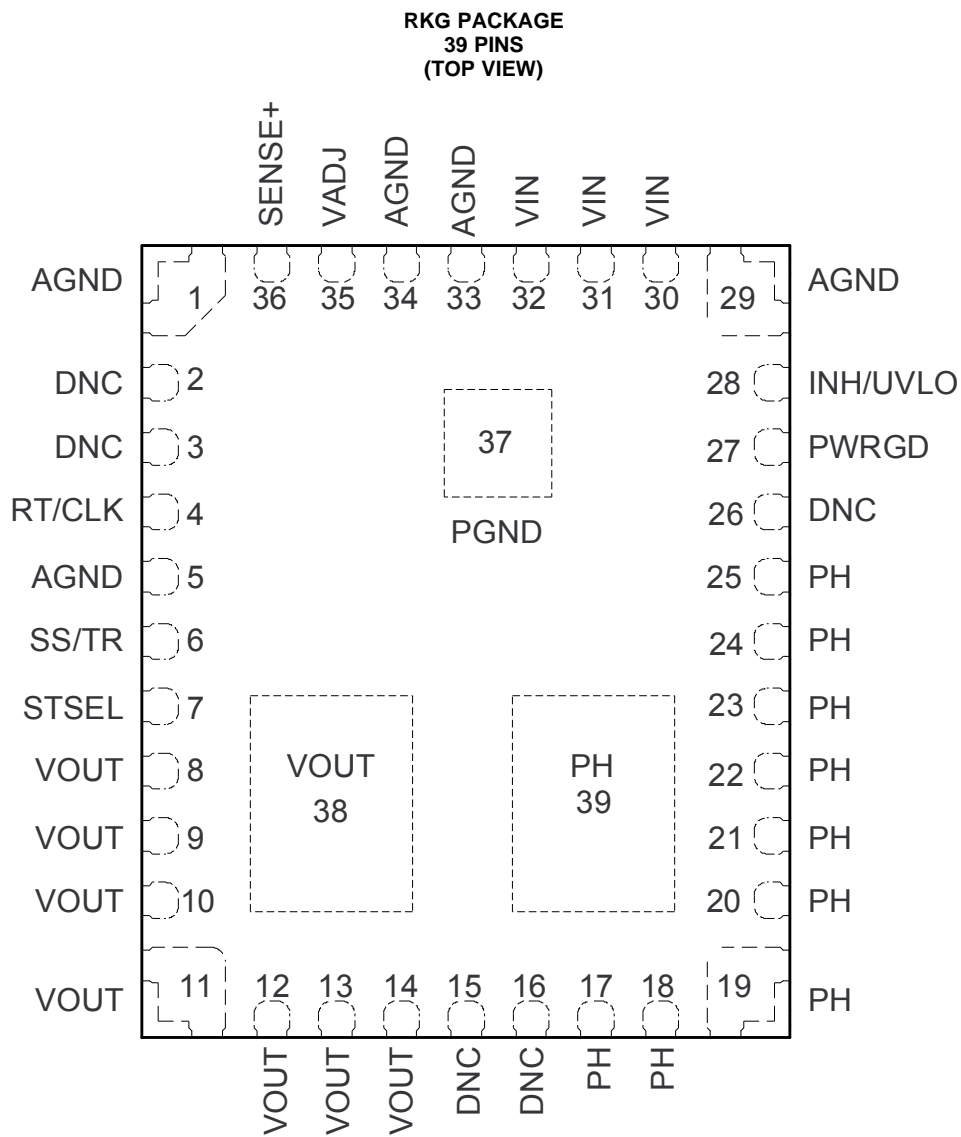 RKG PACKAGE
39 PINS
(TOP VIEW)
SENSE+
VADJ
AGND
AGND
VIN
VIN
VIN
AGND
1
36
35
34
33
32
31
30
29
AGND
DNC
2
28
INH/UVLO
DNC
3
37
27
PWRGD
RT/CLK
4
PGND
26
DNC
AGND
5
25
PH
SS/TR
6
24
PH
STSEL
7
23
PH
VOUT
8
VOUT
38
PH
39
22
PH
VOUT
9
21
PH
VOUT
10
20
PH
VOUT
11
12
13
14
15
16
17
18
19
PH
VOUT
VOUT
VOUT
DNC
DNC
PH
PH